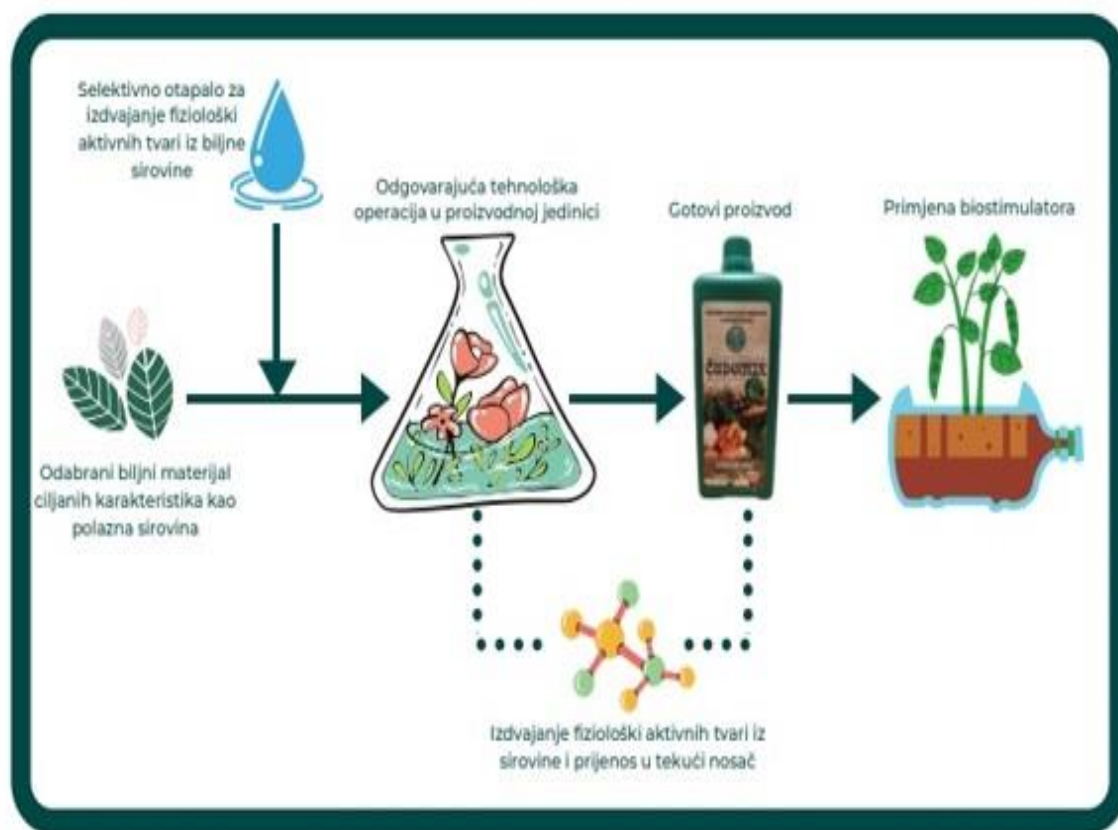 Selektivno otapalo za
izdvajanje fiziološki
aktivnih tvari iz biljne
sirovine
Odgovarajuća tehnološka
operacija u proizvodnoj jedinici
Gotovi proizvod
Primjena biostimulatora
Odabrani biljni materijal
ciljanih karakteristika kao
polazna sirovina
Izdvajanje fiziološki aktivnih tvari iz
sirovine i prijenos u tekući nosač